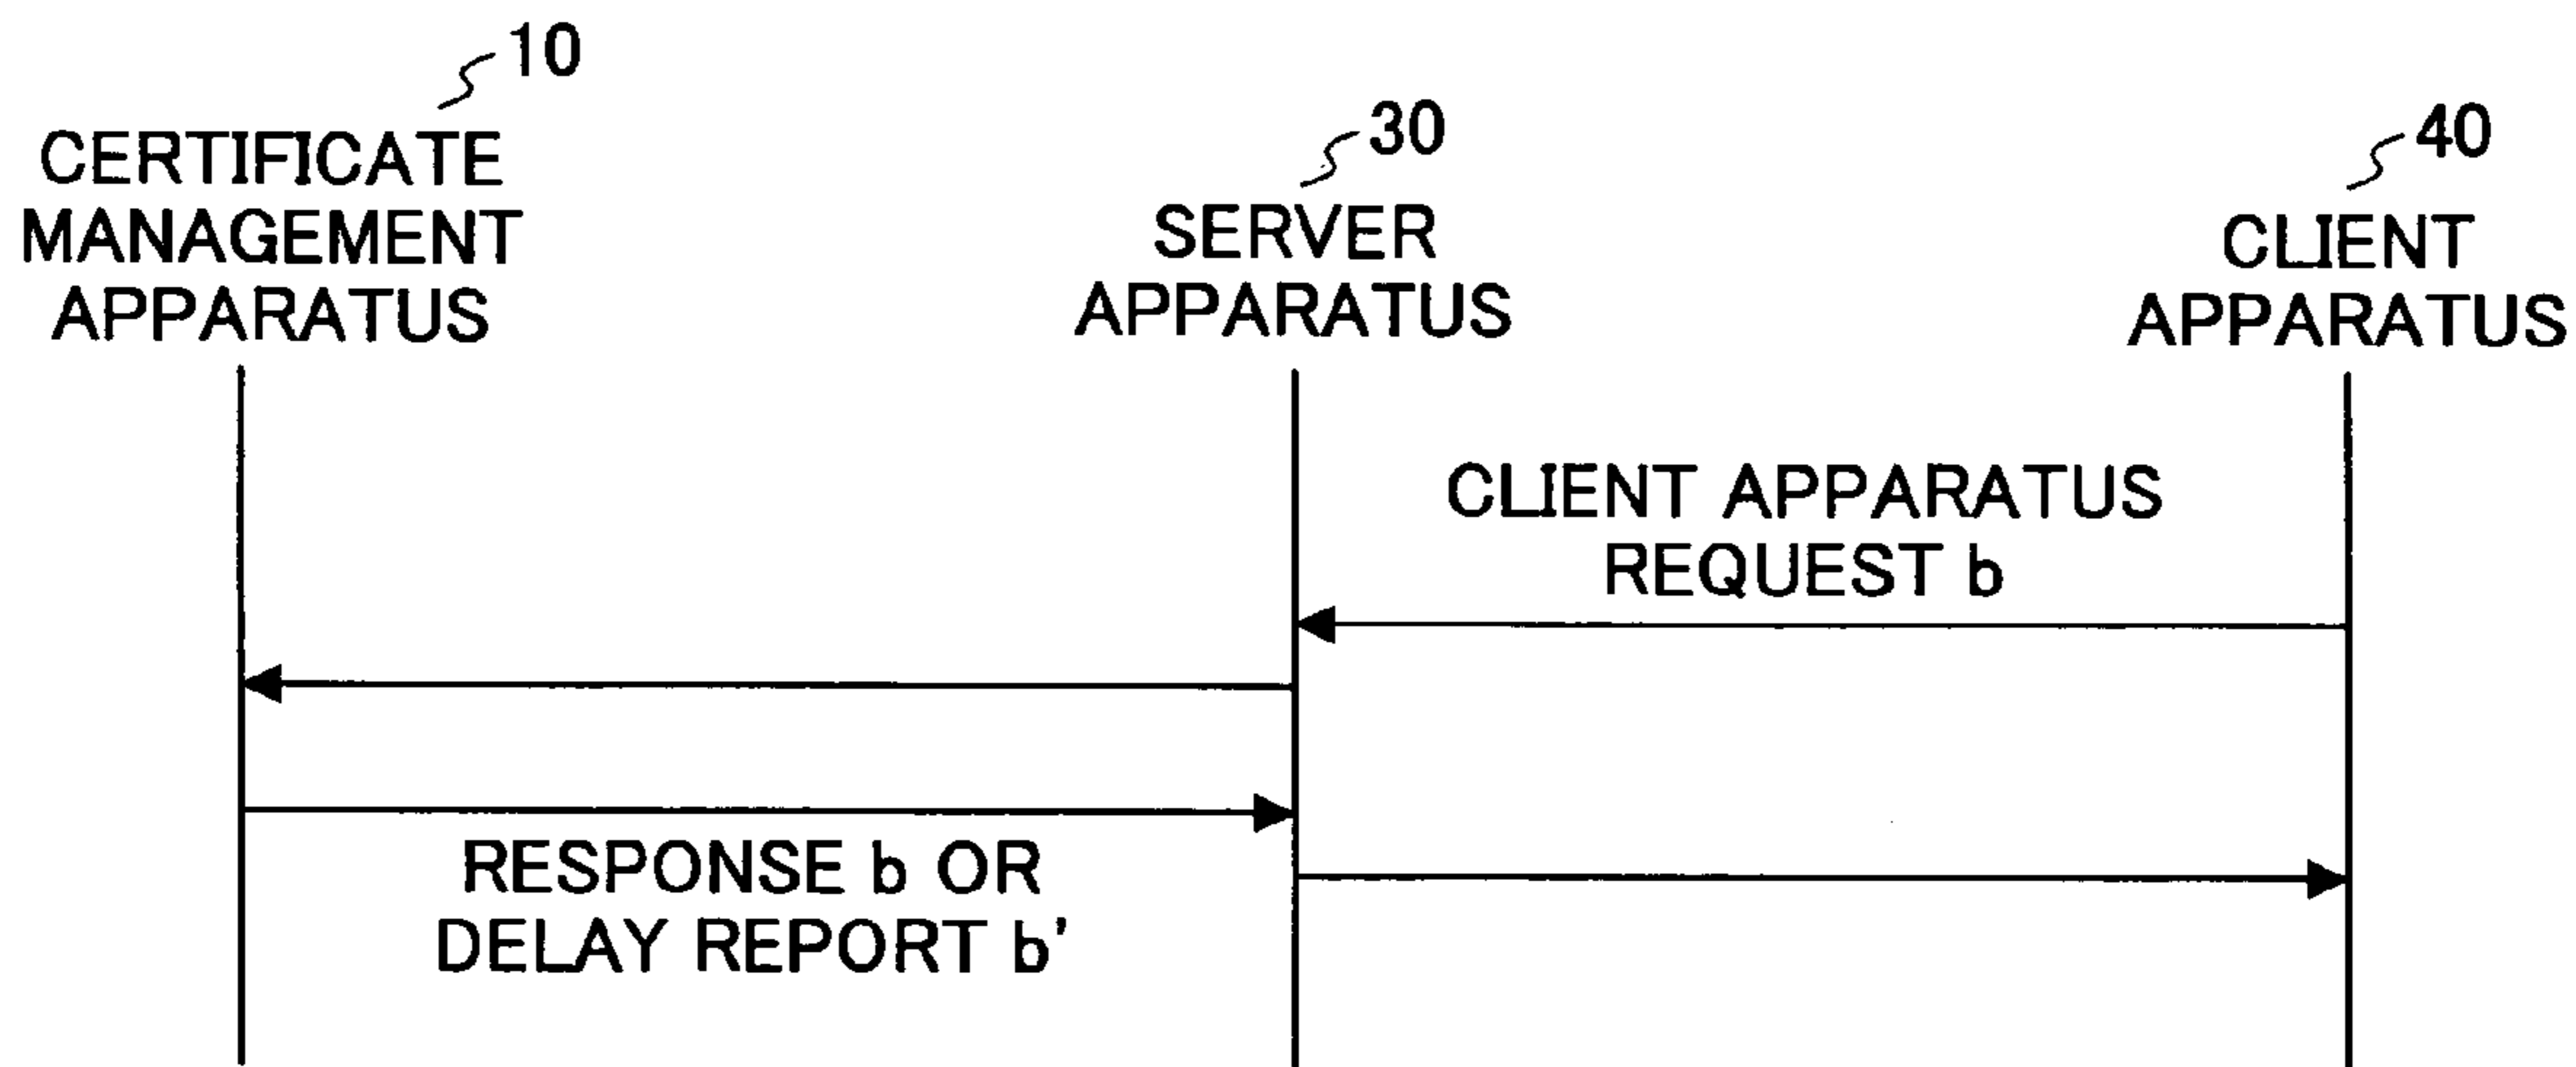 10
CERTIFICATE
MANAGEMENT
APPARATUS
30
SERVER
APPARATUS
40
CLIENT
APPARATUS
CLIENT APPARATUS
REQUEST b
RESPONSE b OR
DELAY REPORT b'